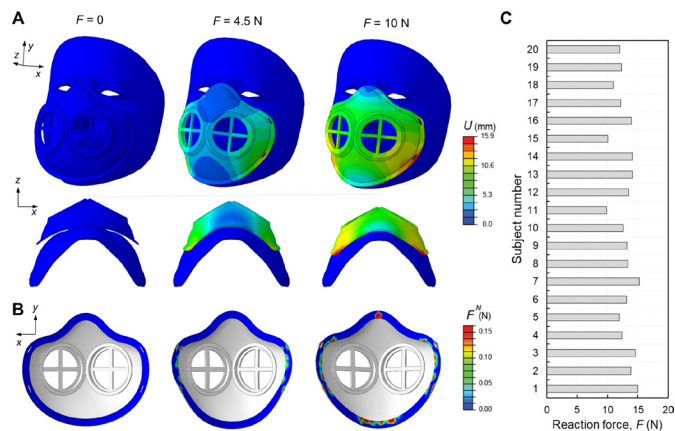 A
F = 0
F = 4.5 N
F = 10 N
y
z
x
U (mm)
15.9
10.6
5.3
0.0
z
x
B
y
x
F^N (N)
0.15
0.10
0.05
0.00
C
Subject number
20
19
18
17
16
15
14
13
12
11
10
9
8
7
6
5
4
3
2
1
0 5 10 15 20
Reaction force, F (N)